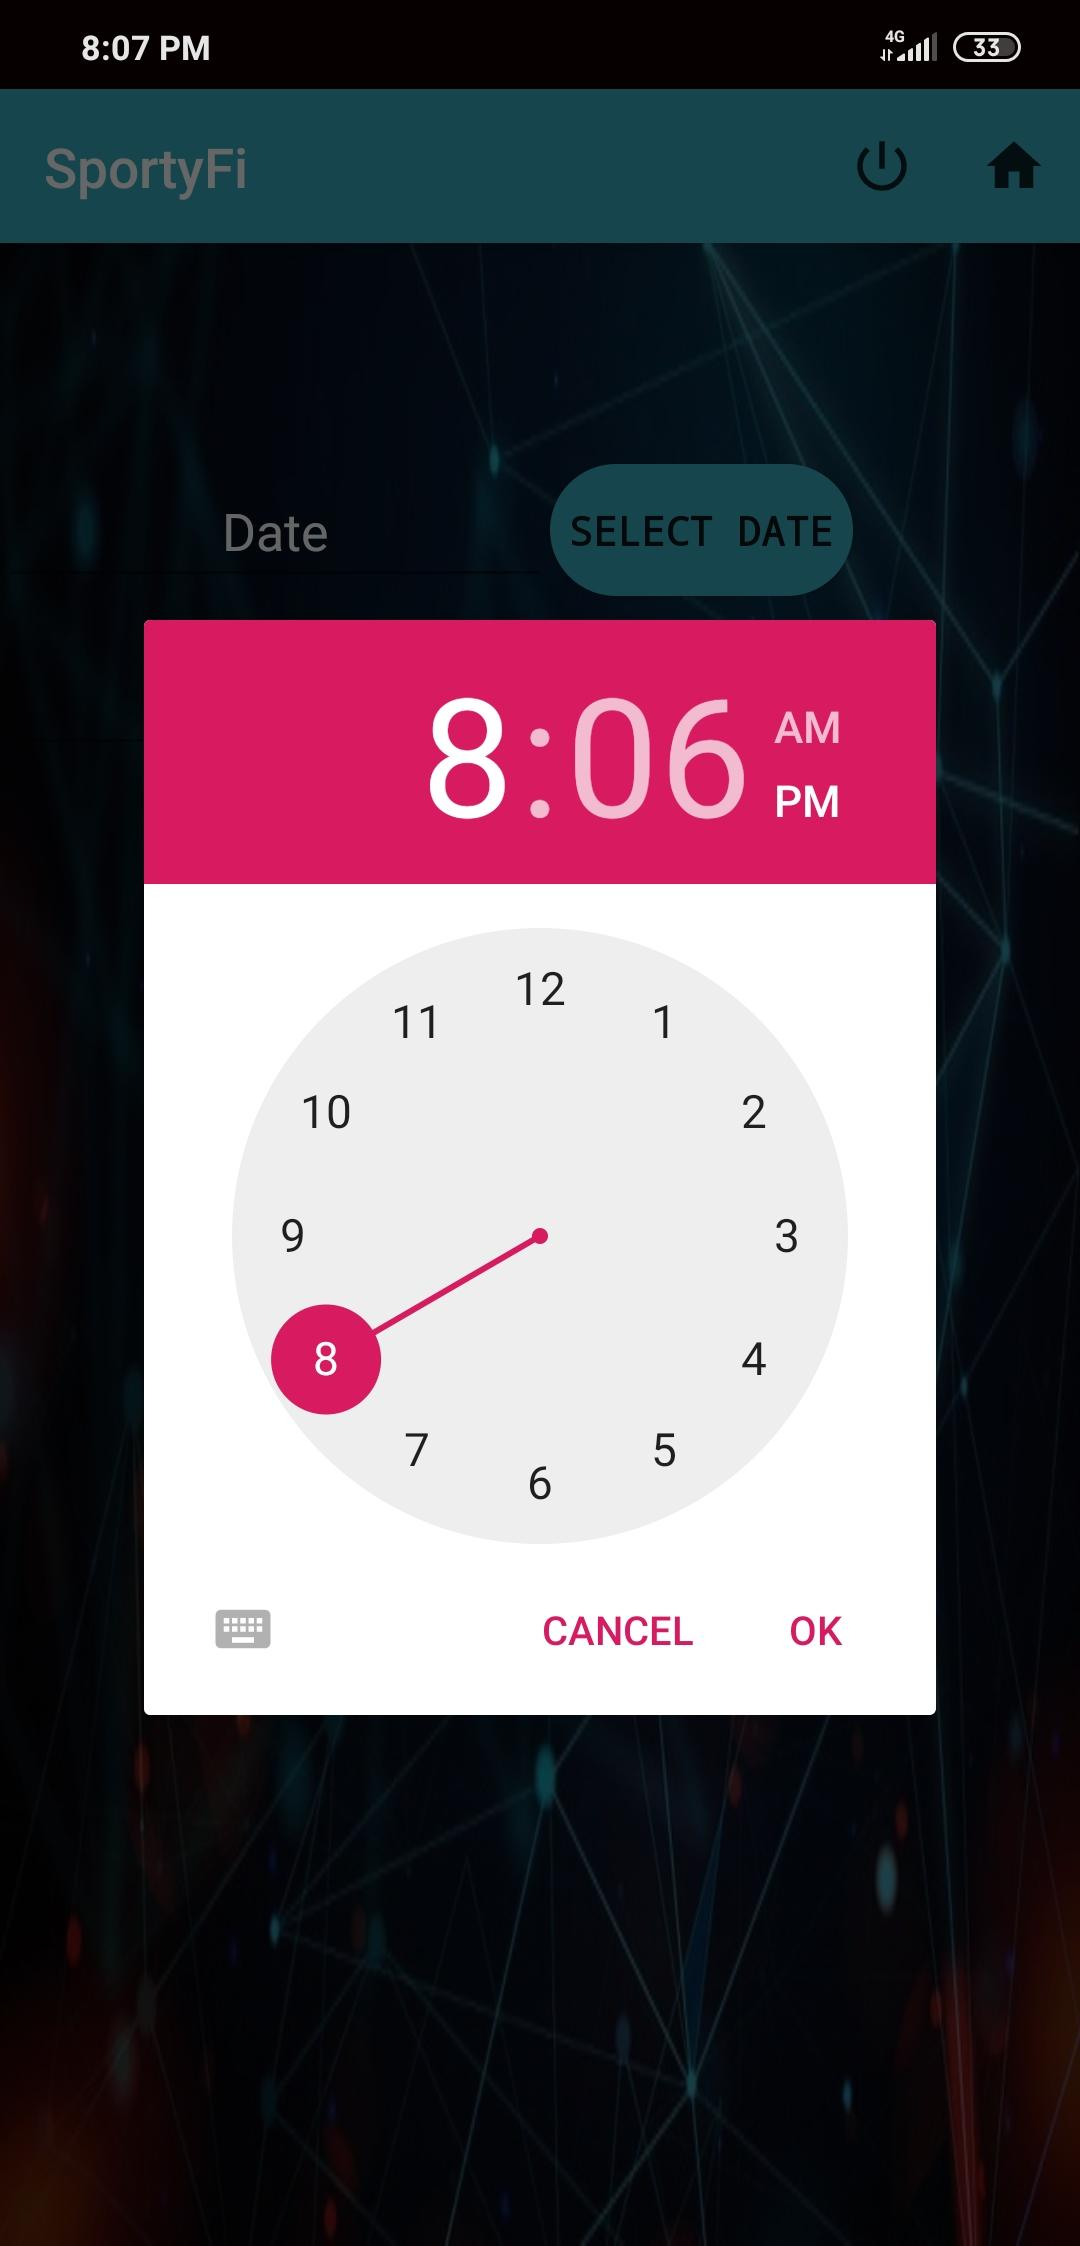 8:07 PM 4G 33
SportyFi
Date SELECT DATE
8:06 AM
PM
12
11 1
10 2
9 3
8 4
7 5
6
CANCEL OK